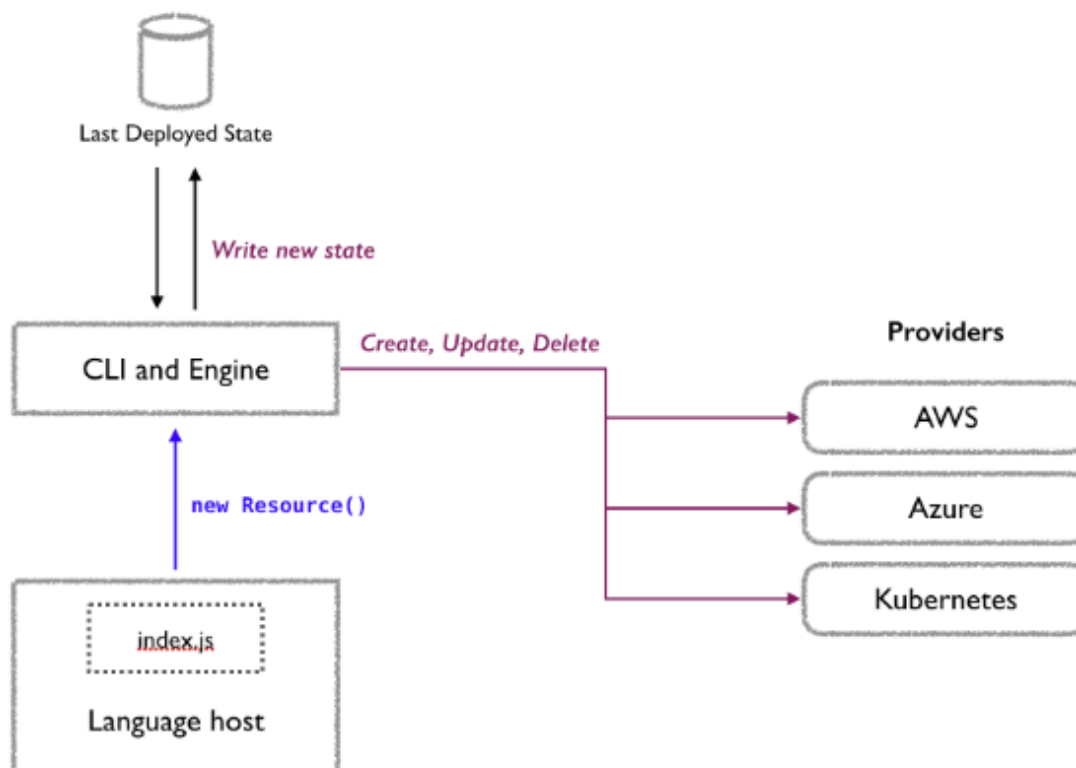 Last Deployed State
Write new state
Create, Update, Delete
Providers
CLI and Engine
AWS
new Resource()
Azure
Kubernetes
index.js
Language host